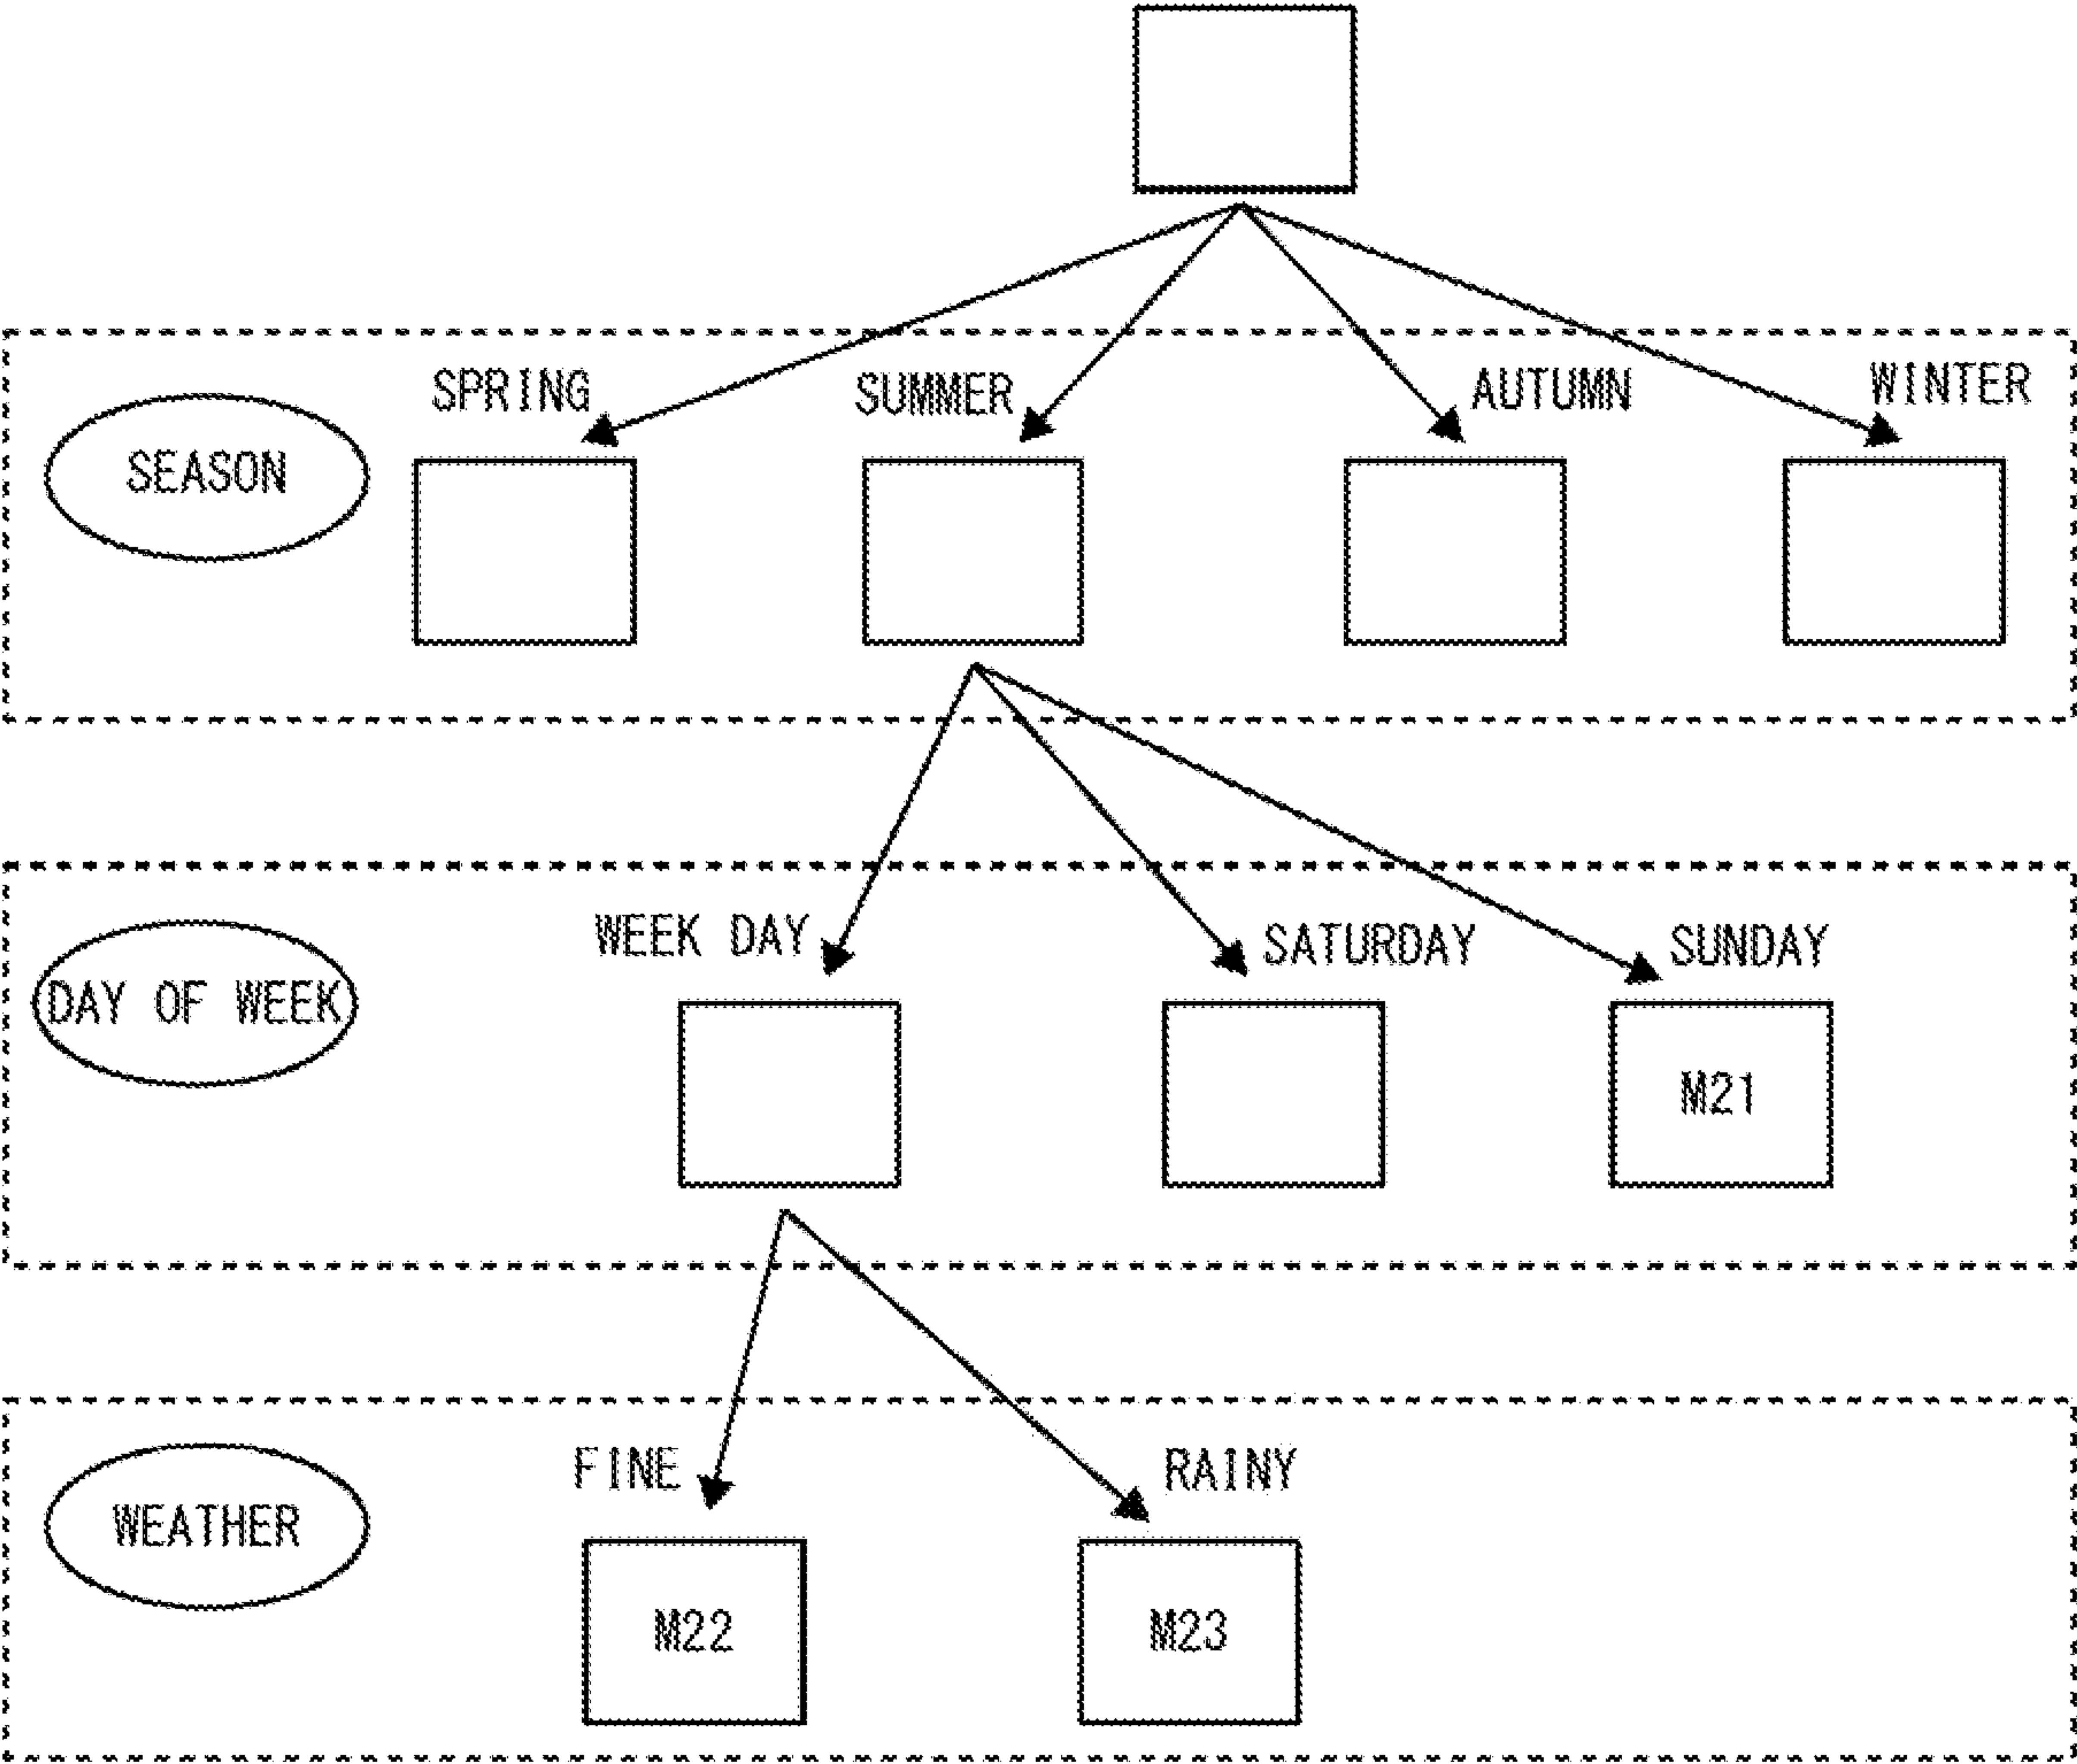 SPRING
SUMMER
AUTUMN
WINTER
SEASON
WEEK DAY
SATURDAY
SUNDAY
DAY OF WEEK
M21
FINE
RAINY
WEATHER
M22
M23